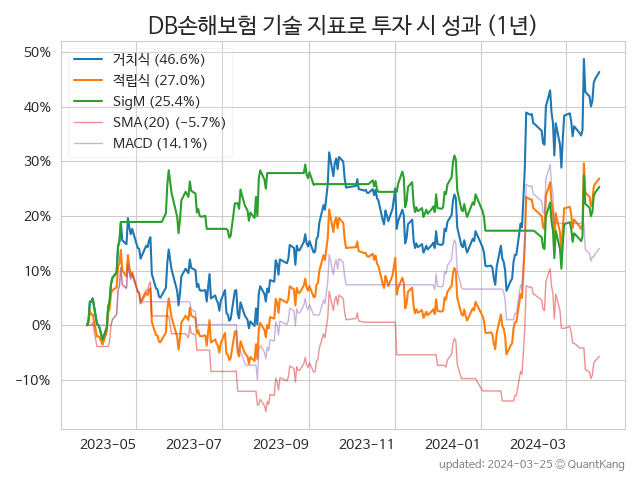 DB손해보험 기술 지표로 투자 시 성과 (1년)
50%
40%
30%
20%
10%
0%
−10%
거치식 (46.6%)
적립식 (27.0%)
SigM (25.4%)
SMA(20) (−5.7%)
MACD (14.1%)
2023-05
2023-07
2023-09
2023-11
2024-01
2024-03
updated: 2024-03-25 ⓒ QuantKang